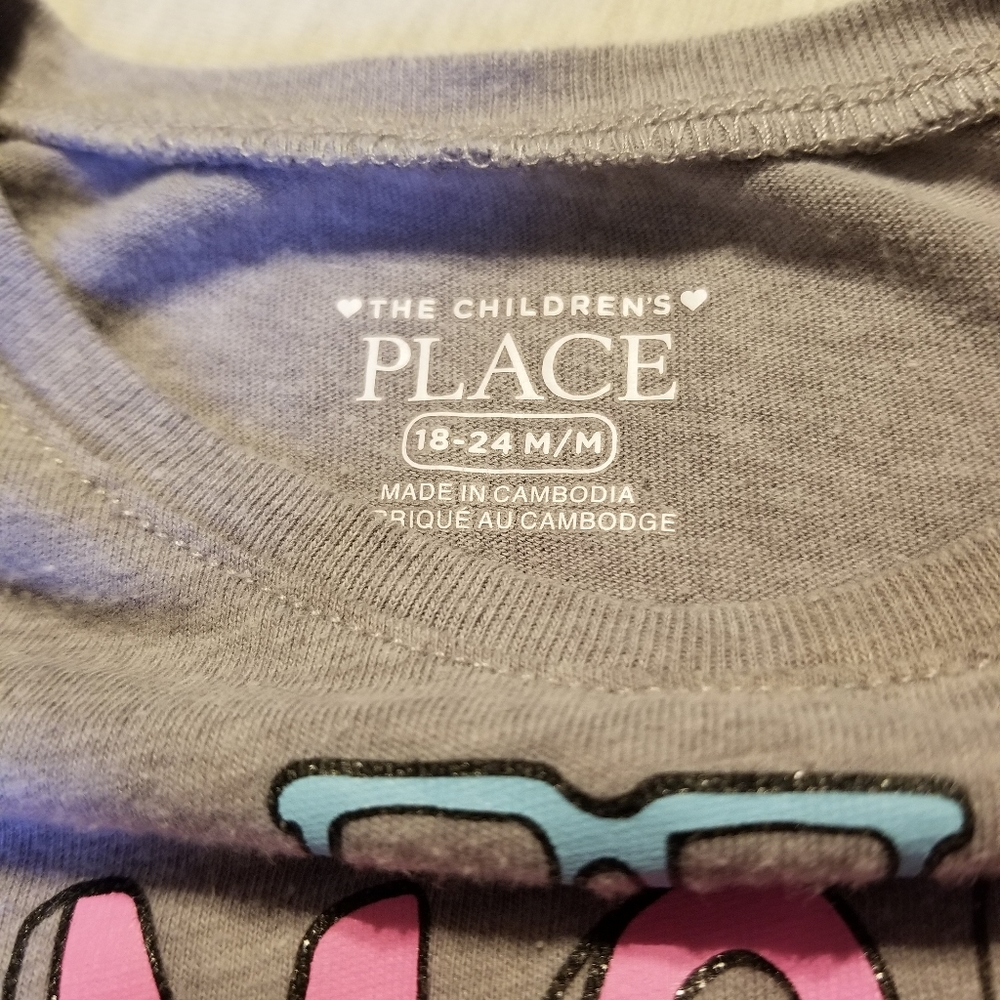 THE CHILDREN'S
PLACE
18-24 M/M
MADE IN CAMBODIA
AU CAMBODGE